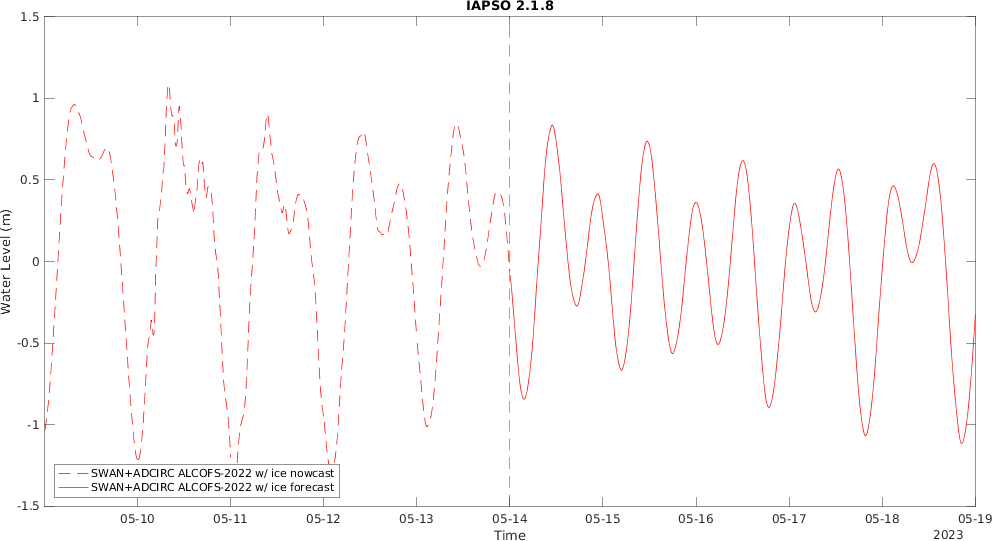 IAPSO 2.1.8
1.5
1
0.5
0
-0.5
-1
-1.5
Water Level (m)
SWAN+ADCIRC ALCOFS-2022 w/ ice nowcast
SWAN+ADCIRC ALCOFS-2022 w/ ice forecast
05-10 05-11 05-12 05-13 05-14 05-15 05-16 05-17 05-18 05-19
Time
2023